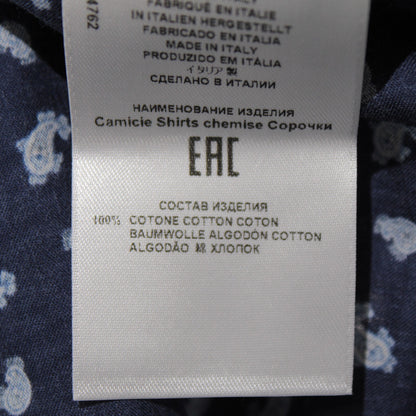 ITALY
FABRIQUÉ EN ITALIE
IN ITALIEN HERGESTELLT
FABRICADO EN ITALIA
MADE IN ITALY
PRODUZIDO EM ITÁLIA
イタリア製
СДЕЛАНО В ИТАЛИИ
НАИМЕНОВАНИЕ ИЗДЕЛИЯ
Camicie Shirts chemise Сорочки
EAC
СОСТАВ ИЗДЕЛИЯ
100% COTONE COTTON COTON
BAUMWOLLE ALGODÓN COTTON
ALGODÃO 綿 ХЛОПОК
4762